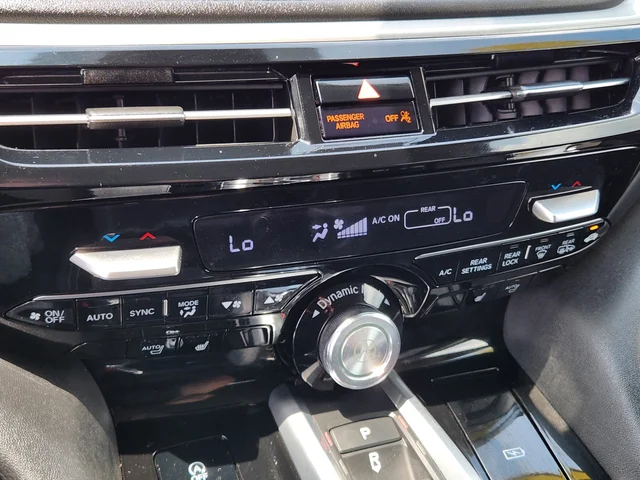 PASSENGER
AIRBAG OFF
Lo A/C ON REAR OFF Lo
ON/OFF AUTO SYNC MODE
Dynamic
A/C REAR SETTINGS REAR LOCK FRONT REAR
AUTO
P
R
OFF